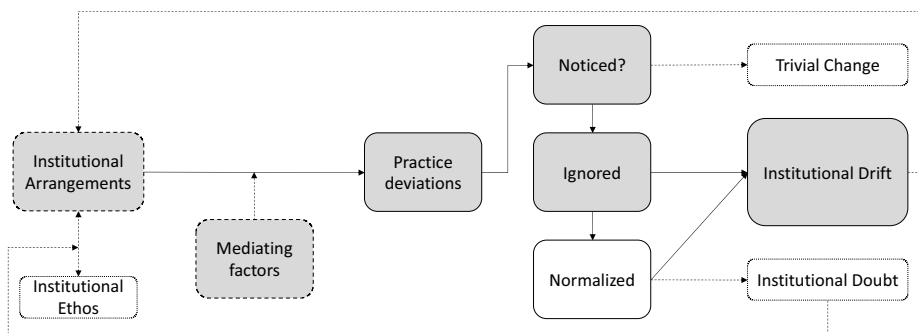 Noticed?
Trivial Change
Institutional
Arrangements
Practice
deviations
Ignored
Institutional Drift
Mediating
factors
Normalized
Institutional
Ethos
Institutional Doubt